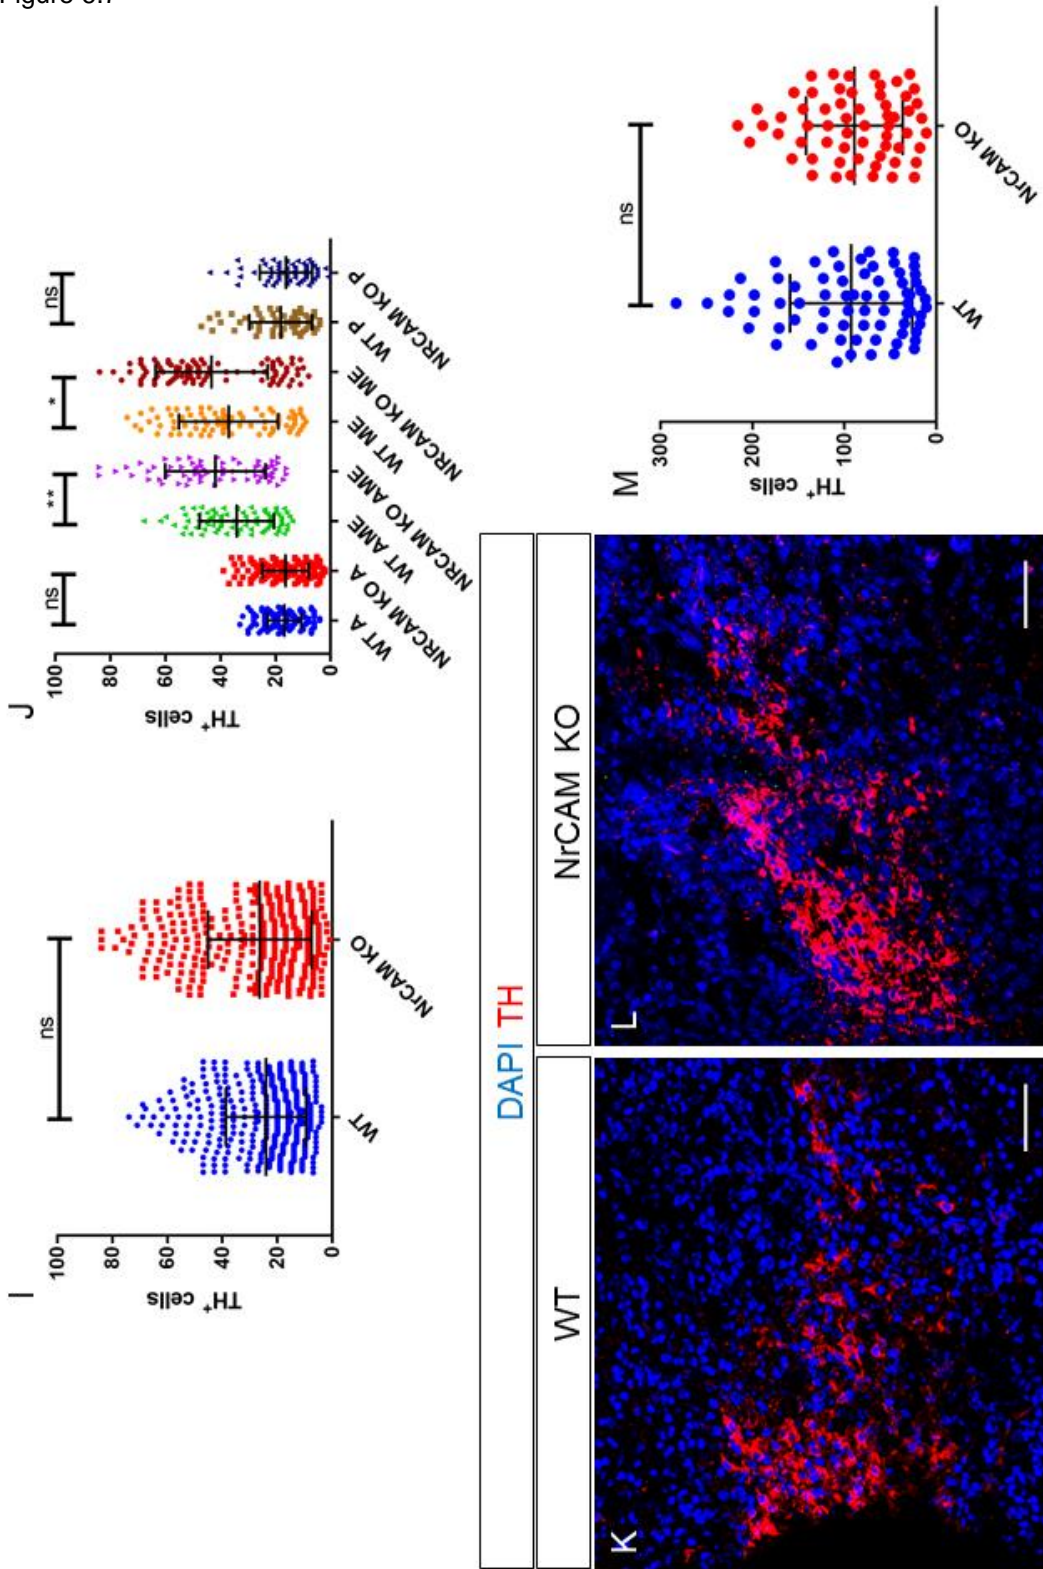 Figure 3.7
I
TH+ cells
100
80
60
40
20
0
ns
WT
NrCAM KO
J
TH+ cells
100
80
60
40
20
0
ns
**
*
ns
WT A
NRCAM KO A
WT AME
NRCAM KO AME
WT ME
NRCAM KO ME
WT P
NRCAM KO P
DAPI TH
WT
NrCAM KO
K
L
M
TH+ cells
300
200
100
0
ns
WT
NrCAM KO